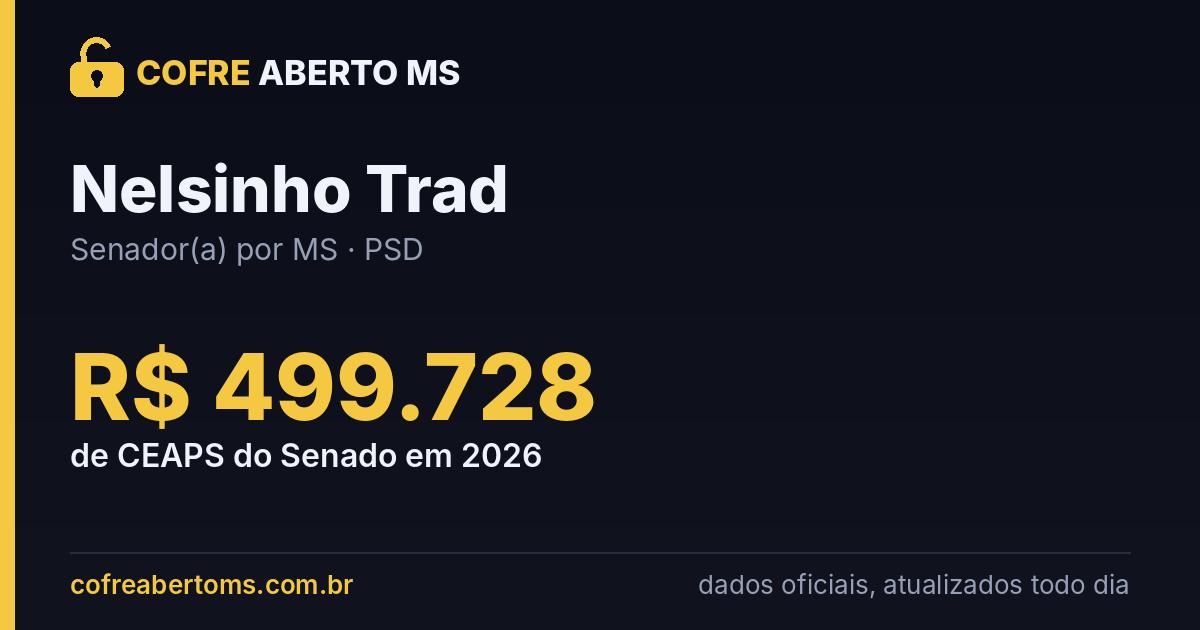 COFRE ABERTO MS
Nelsinho Trad
Senador(a) por MS · PSD
R$ 499.728
de CEAPS do Senado em 2026
cofreabertoms.com.br
dados oficiais, atualizados todo dia